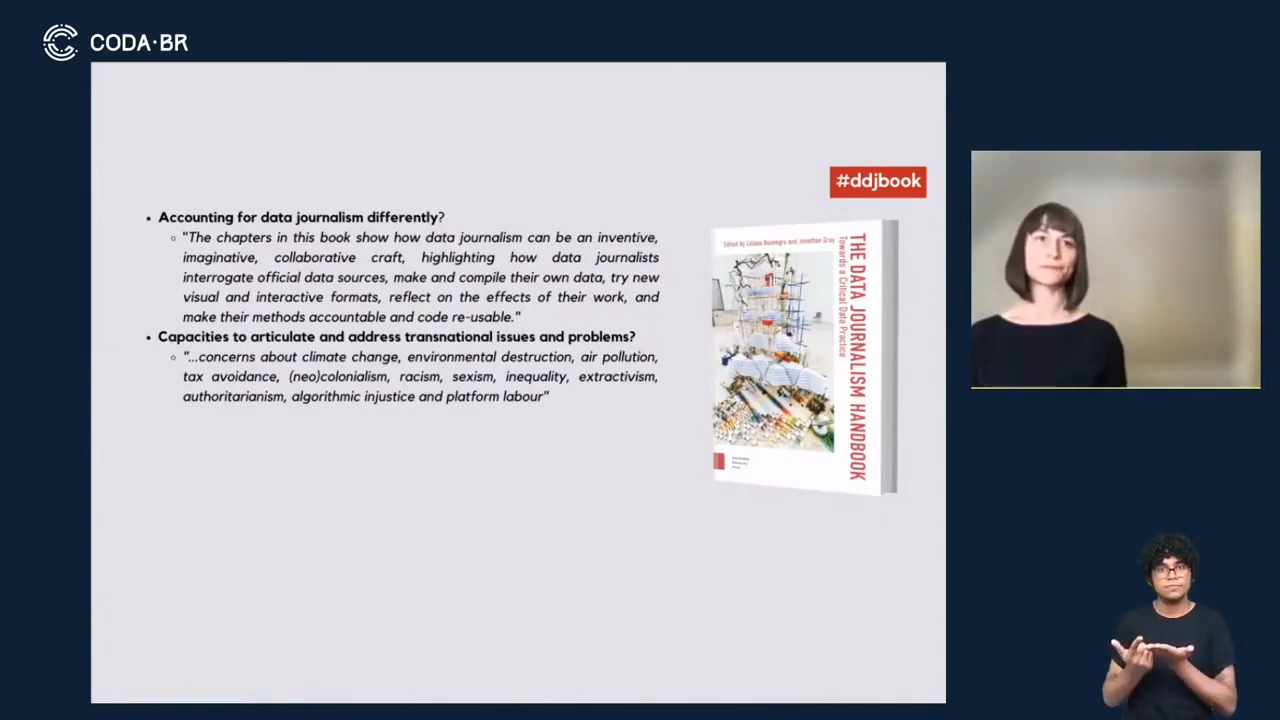 CODA·BR
#ddjbook
• Accounting for data journalism differently?
◦ "The chapters in this book show how data journalism can be an inventive,
imaginative, collaborative craft, highlighting how data journalists
interrogate official data sources, make and compile their own data, try new
visual and interactive formats, reflect on the effects of their work, and
make their methods accountable and code re-usable."
• Capacities to articulate and address transnational issues and problems?
◦ "...concerns about climate change, environmental destruction, air pollution,
tax avoidance, (neo)colonialism, racism, sexism, inequality, extractivism,
authoritarianism, algorithmic injustice and platform labour"
Edited by Liliana Bounegru and Jonathan Gray
THE DATA JOURNALISM HANDBOOK
Towards a Critical Data Practice